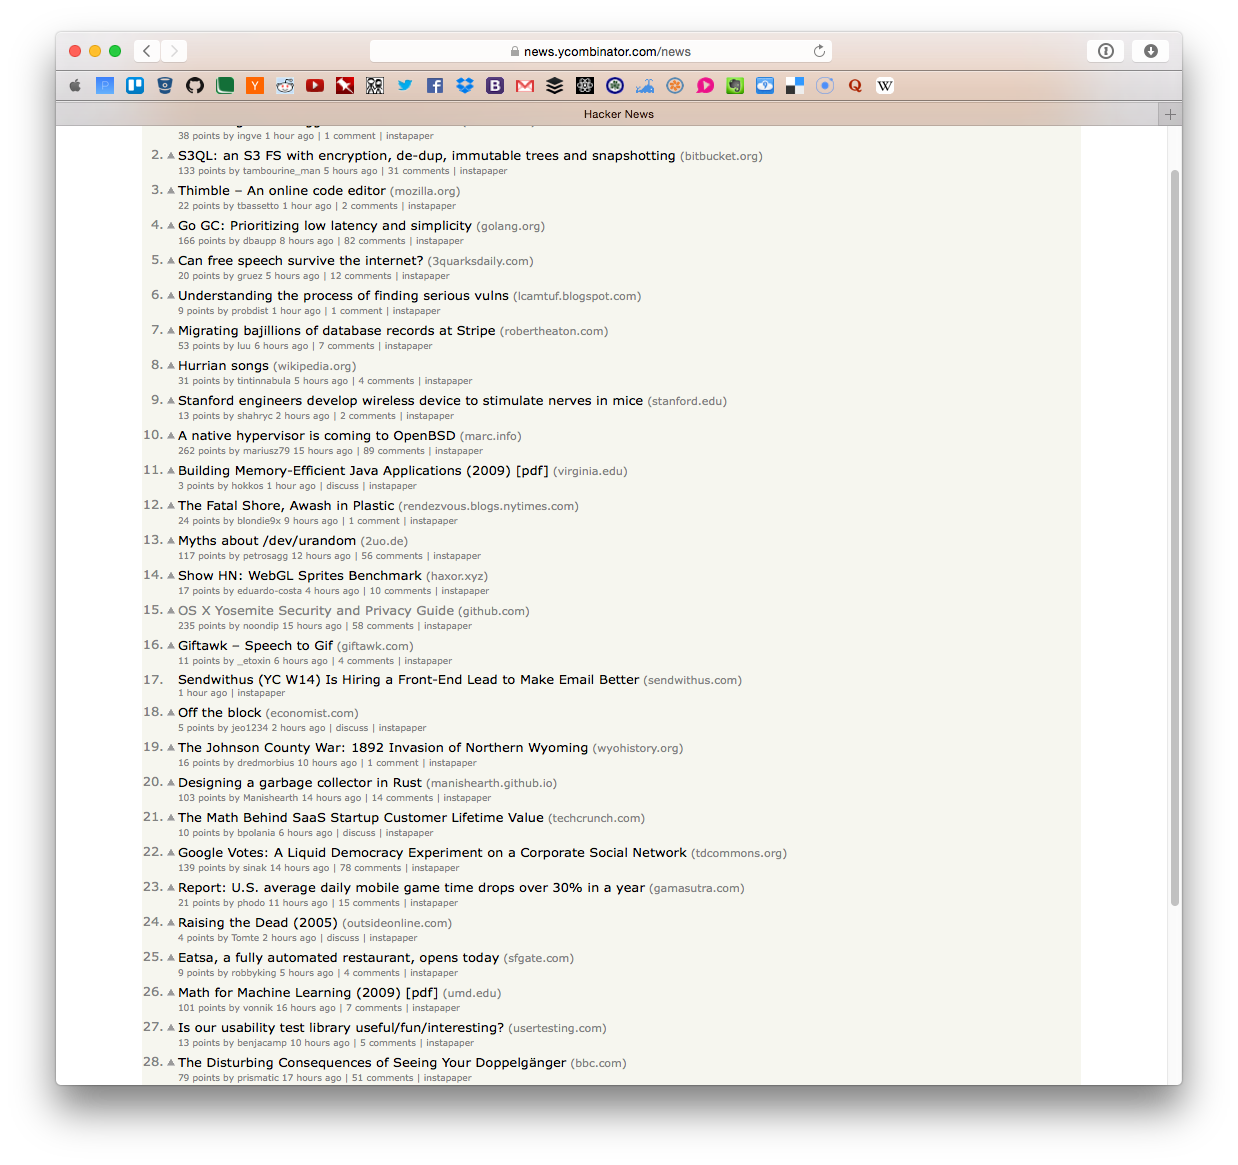 news.ycombinator.com/news
Hacker News
38 points by ingve 1 hour ago | 1 comment | instapaper
2. S3QL: an S3 FS with encryption, de-dup, immutable trees and snapshotting (bitbucket.org)
133 points by tambourine_man 5 hours ago | 31 comments | instapaper
3. Thimble – An online code editor (mozilla.org)
22 points by tbassetto 1 hour ago | 2 comments | instapaper
4. Go GC: Prioritizing low latency and simplicity (golang.org)
166 points by dbaupp 8 hours ago | 82 comments | instapaper
5. Can free speech survive the internet? (3quarksdaily.com)
20 points by gruez 5 hours ago | 12 comments | instapaper
6. Understanding the process of finding serious vulns (lcamtuf.blogspot.com)
9 points by probdist 1 hour ago | 1 comment | instapaper
7. Migrating bajillions of database records at Stripe (robertheaton.com)
53 points by luu 6 hours ago | 7 comments | instapaper
8. Hurrian songs (wikipedia.org)
31 points by tintinnabula 5 hours ago | 4 comments | instapaper
9. Stanford engineers develop wireless device to stimulate nerves in mice (stanford.edu)
13 points by shahryc 2 hours ago | 2 comments | instapaper
10. A native hypervisor is coming to OpenBSD (marc.info)
262 points by mariusz79 15 hours ago | 89 comments | instapaper
11. Building Memory-Efficient Java Applications (2009) [pdf] (virginia.edu)
3 points by hokkos 1 hour ago | discuss | instapaper
12. The Fatal Shore, Awash in Plastic (rendezvous.blogs.nytimes.com)
24 points by blondie9x 9 hours ago | 1 comment | instapaper
13. Myths about /dev/urandom (2uo.de)
117 points by petrosagg 12 hours ago | 56 comments | instapaper
14. Show HN: WebGL Sprites Benchmark (haxor.xyz)
17 points by eduardo-costa 4 hours ago | 10 comments | instapaper
15. OS X Yosemite Security and Privacy Guide (github.com)
235 points by noondip 15 hours ago | 58 comments | instapaper
16. Giftawk – Speech to Gif (giftawk.com)
11 points by _etoxin 6 hours ago | 4 comments | instapaper
17. Sendwithus (YC W14) Is Hiring a Front-End Lead to Make Email Better (sendwithus.com)
1 hour ago | instapaper
18. Off the block (economist.com)
5 points by jeo1234 2 hours ago | discuss | instapaper
19. The Johnson County War: 1892 Invasion of Northern Wyoming (wyohistory.org)
16 points by dredmorbius 10 hours ago | 1 comment | instapaper
20. Designing a garbage collector in Rust (manishearth.github.io)
103 points by Manishearth 14 hours ago | 14 comments | instapaper
21. The Math Behind SaaS Startup Customer Lifetime Value (techcrunch.com)
10 points by bpolania 6 hours ago | discuss | instapaper
22. Google Votes: A Liquid Democracy Experiment on a Corporate Social Network (tdcommons.org)
139 points by sinak 14 hours ago | 78 comments | instapaper
23. Report: U.S. average daily mobile game time drops over 30% in a year (gamasutra.com)
21 points by phodo 11 hours ago | 15 comments | instapaper
24. Raising the Dead (2005) (outsideonline.com)
4 points by Tomte 2 hours ago | discuss | instapaper
25. Eatsa, a fully automated restaurant, opens today (sfgate.com)
9 points by robbyking 5 hours ago | 4 comments | instapaper
26. Math for Machine Learning (2009) [pdf] (umd.edu)
101 points by vonnik 16 hours ago | 7 comments | instapaper
27. Is our usability test library useful/fun/interesting? (usertesting.com)
13 points by benjacamp 10 hours ago | 5 comments | instapaper
28. The Disturbing Consequences of Seeing Your Doppelgänger (bbc.com)
79 points by prismatic 17 hours ago | 51 comments | instapaper